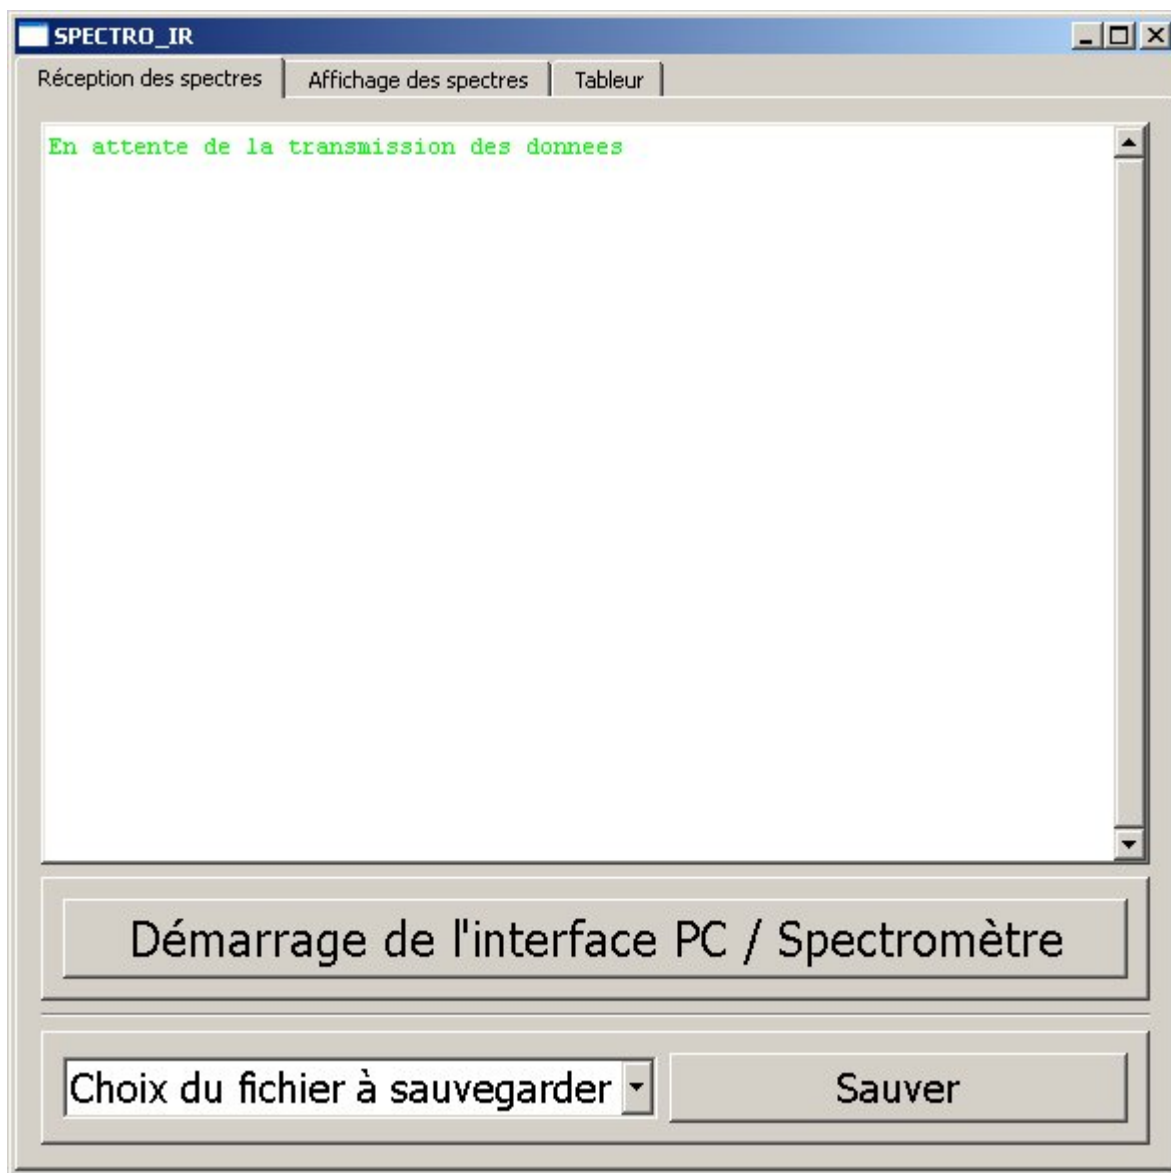 SPECTRO_IR
Réception des spectres Affichage des spectres Tableur
En attente de la transmission des donnees
Démarrage de l'interface PC / Spectromètre
Choix du fichier à sauvegarder Sauver